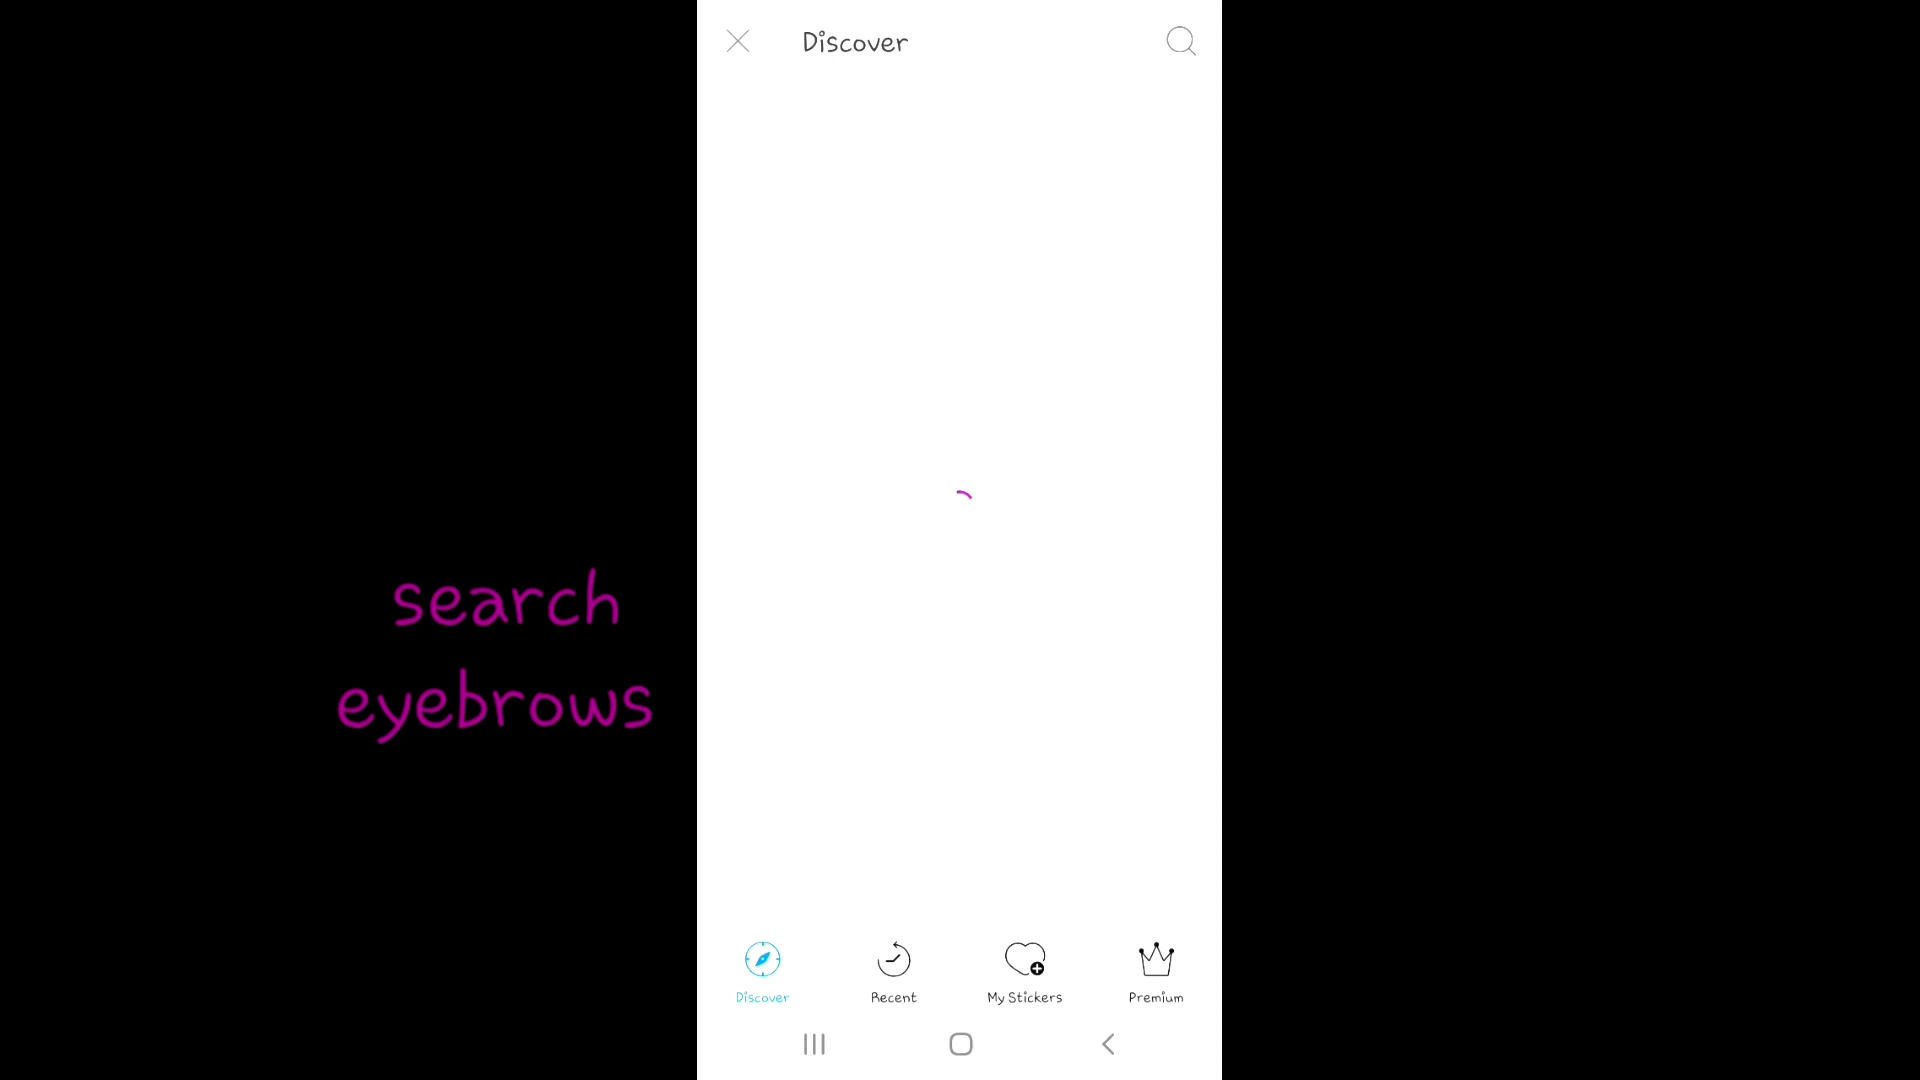 Discover
search
eyebrows
Discover
Recent
My Stickers
Premium